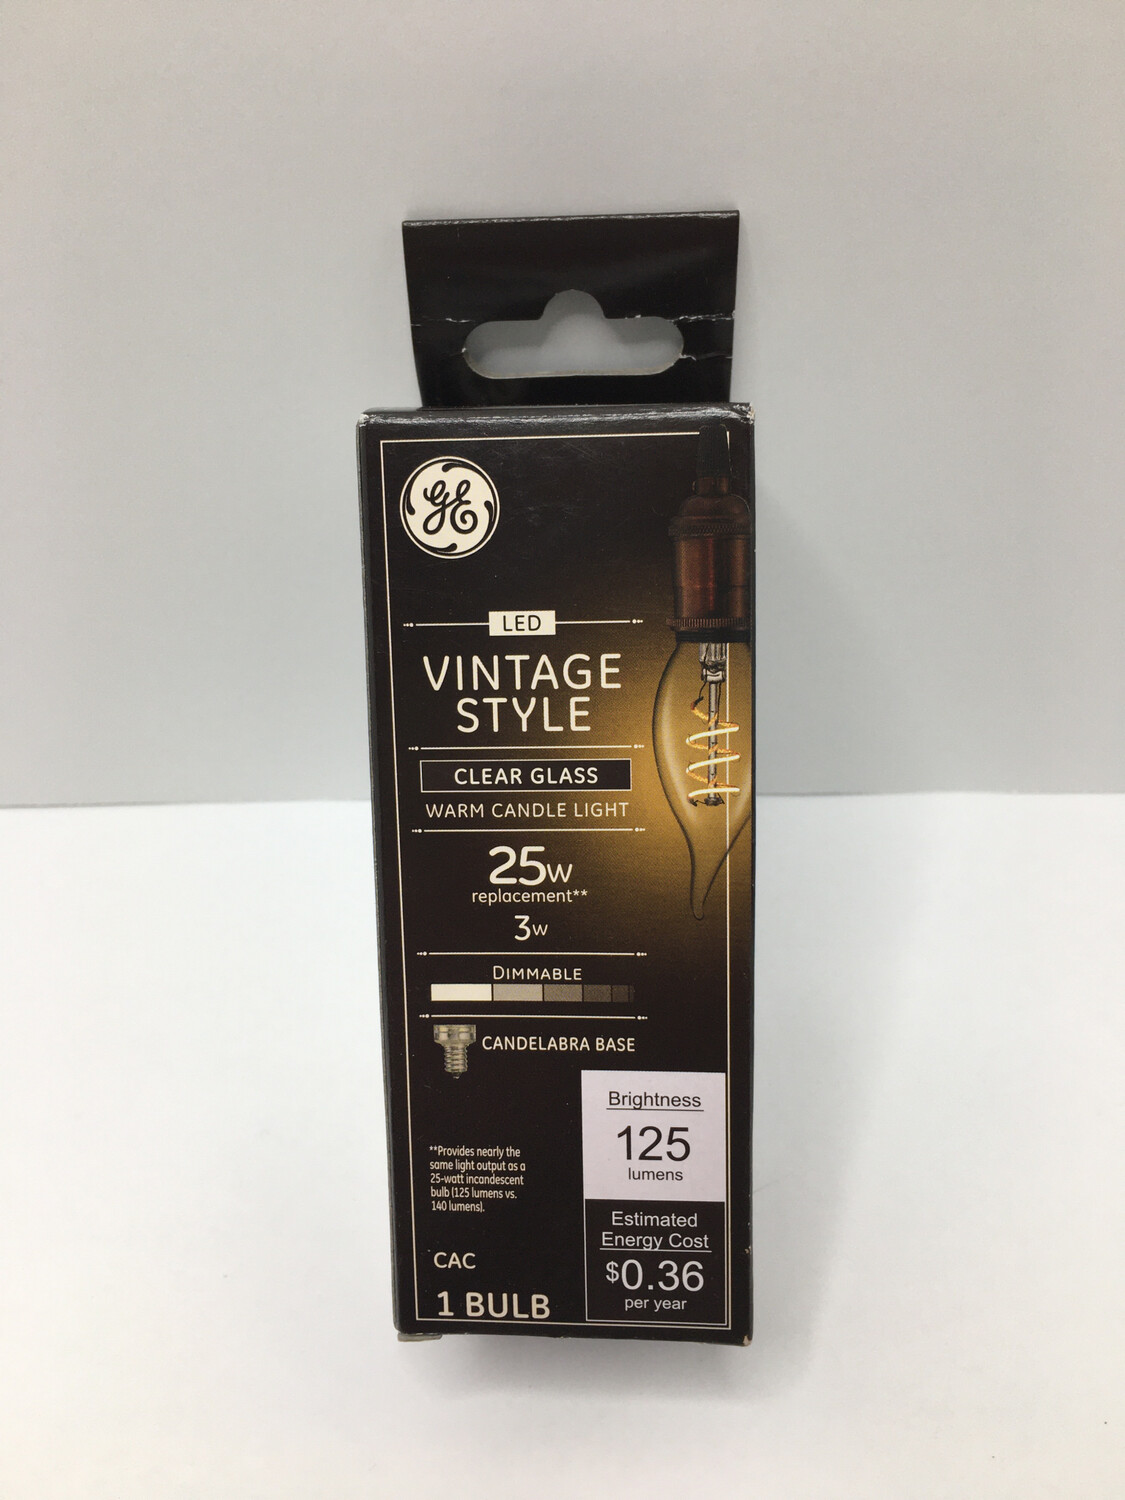 GE
LED
VINTAGE
STYLE
CLEAR GLASS
WARM CANDLE LIGHT
25w
replacement**
3w
DIMMABLE
CANDELABRA BASE
Brightness
125
lumens
**Provides nearly the
same light output as a
25-watt incandescent
bulb (125 lumens vs.
140 lumens).
Estimated
Energy Cost
$0.36
per year
CAC
1 BULB